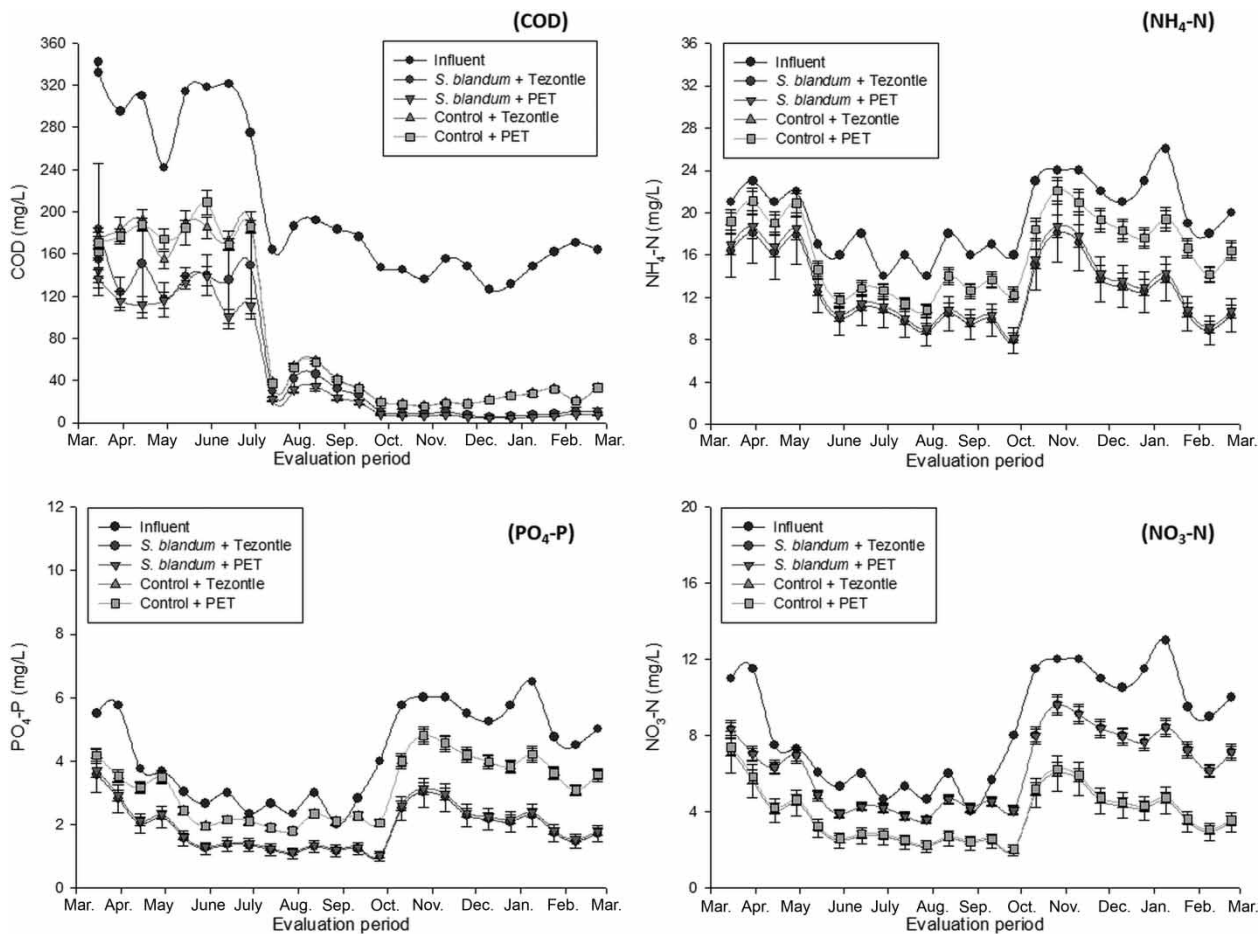 (COD)
360
320
280
240
200
160
120
80
40
0
COD (mg/L)
Influent
S. blandum + Tezontle
S. blandum + PET
Control + Tezontle
Control + PET
Mar. Apr. May June July Aug. Sep. Oct. Nov. Dec. Jan. Feb. Mar.
Evaluation period
(NH4-N)
36
32
28
24
20
16
12
8
4
0
NH4-N (mg/L)
Influent
S. blandum + Tezontle
S. blandum + PET
Control + Tezontle
Control + PET
Mar. Apr. May June July Aug. Sep. Oct. Nov. Dec. Jan. Feb. Mar.
Evaluation period
(PO4-P)
12
10
8
6
4
2
0
PO4-P (mg/L)
Influent
S. blandum + Tezontle
S. blandum + PET
Control + Tezontle
Control + PET
Mar. Apr. May June July Aug. Sep. Oct. Nov. Dec. Jan. Feb. Mar.
Evaluation period
(NO3-N)
20
16
12
8
4
0
NO3-N (mg/L)
Influent
S. blandum + Tezontle
S. blandum + PET
Control + Tezontle
Control + PET
Mar. Apr. May June July Aug. Sep. Oct. Nov. Dec. Jan. Feb. Mar.
Evaluation period